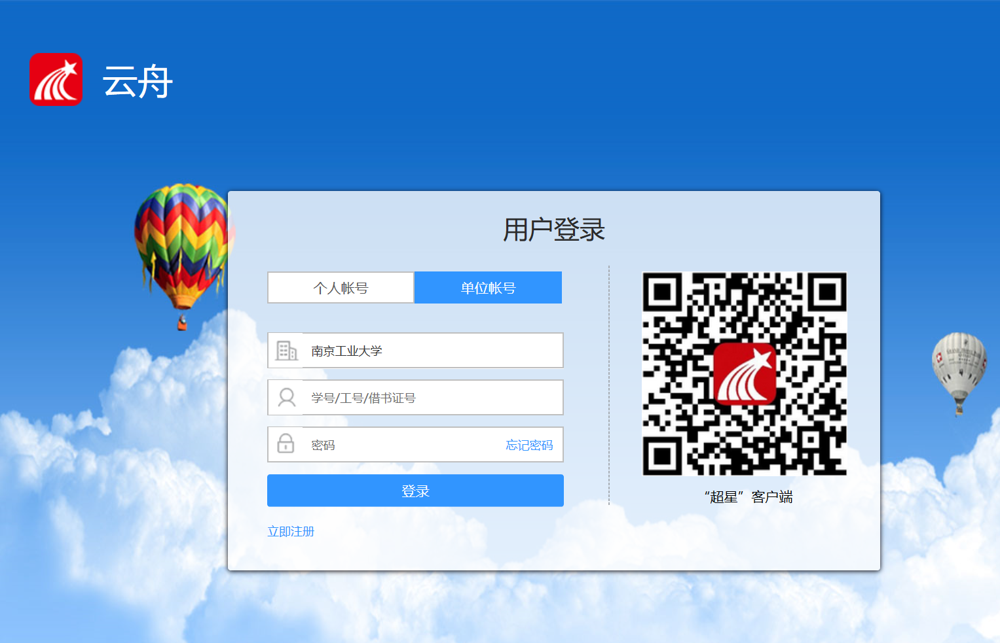 云舟
用户登录
个人帐号
单位帐号
南京工业大学
学号/工号/借书证号
密码
忘记密码
登录
立即注册
“超星”客户端